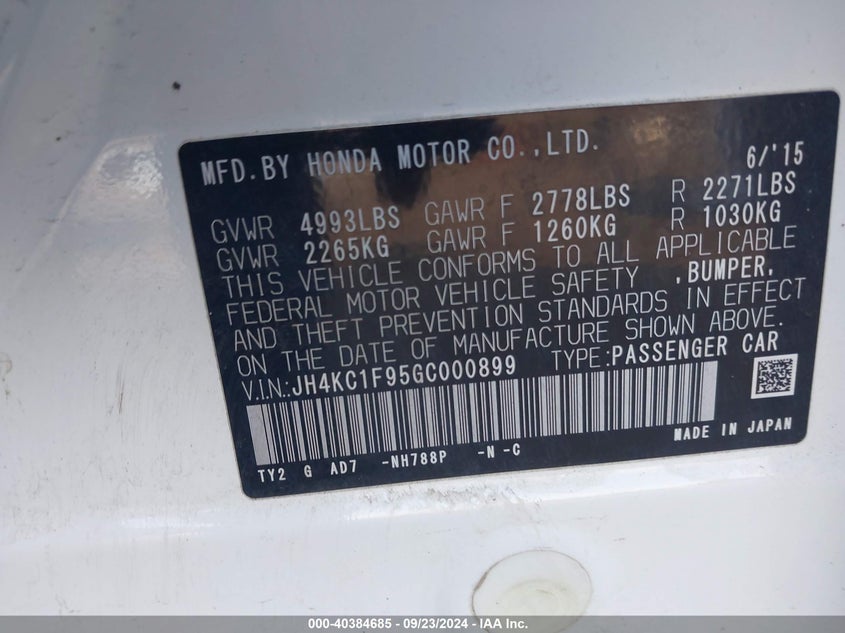 MFD.BY HONDA MOTOR CO.,LTD. 6/'15
GVWR 4993LBS GAWR F 2778LBS R 2271LBS
GVWR 2265KG GAWR F 1260KG R 1030KG
THIS VEHICLE CONFORMS TO ALL APPLICABLE
FEDERAL MOTOR VEHICLE SAFETY ,BUMPER,
AND THEFT PREVENTION STANDARDS IN EFFECT
ON THE DATE OF MANUFACTURE SHOWN ABOVE.
V.I.N.:JH4KC1F95GC000899 TYPE:PASSENGER CAR
TY2 G AD7 -NH788P -N -C MADE IN JAPAN
000-40384685 - 09/23/2024 - IAA Inc.